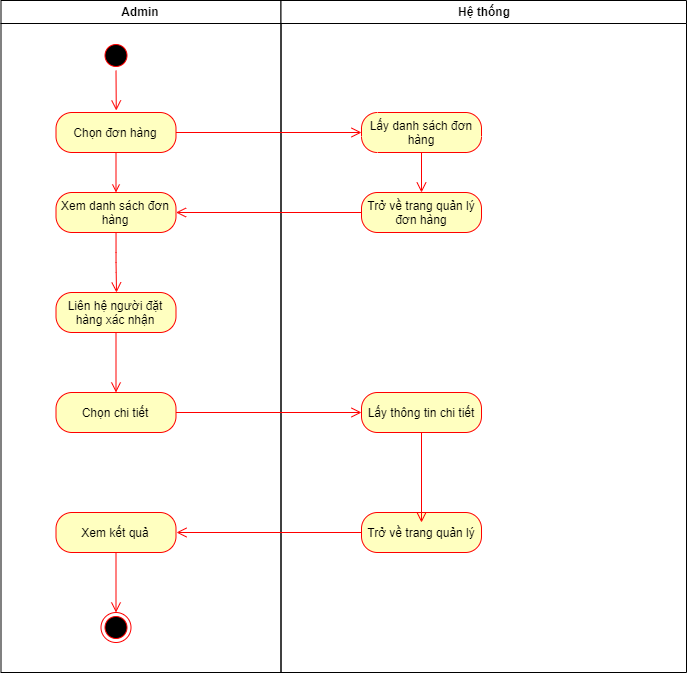 Admin
Hệ thống
Chọn đơn hàng
Lấy danh sách đơn
hàng
Xem danh sách đơn
hàng
Trở về trang quản lý
đơn hàng
Liên hệ người đặt
hàng xác nhận
Chọn chi tiết
Lấy thông tin chi tiết
Xem kết quả
Trở về trang quản lý